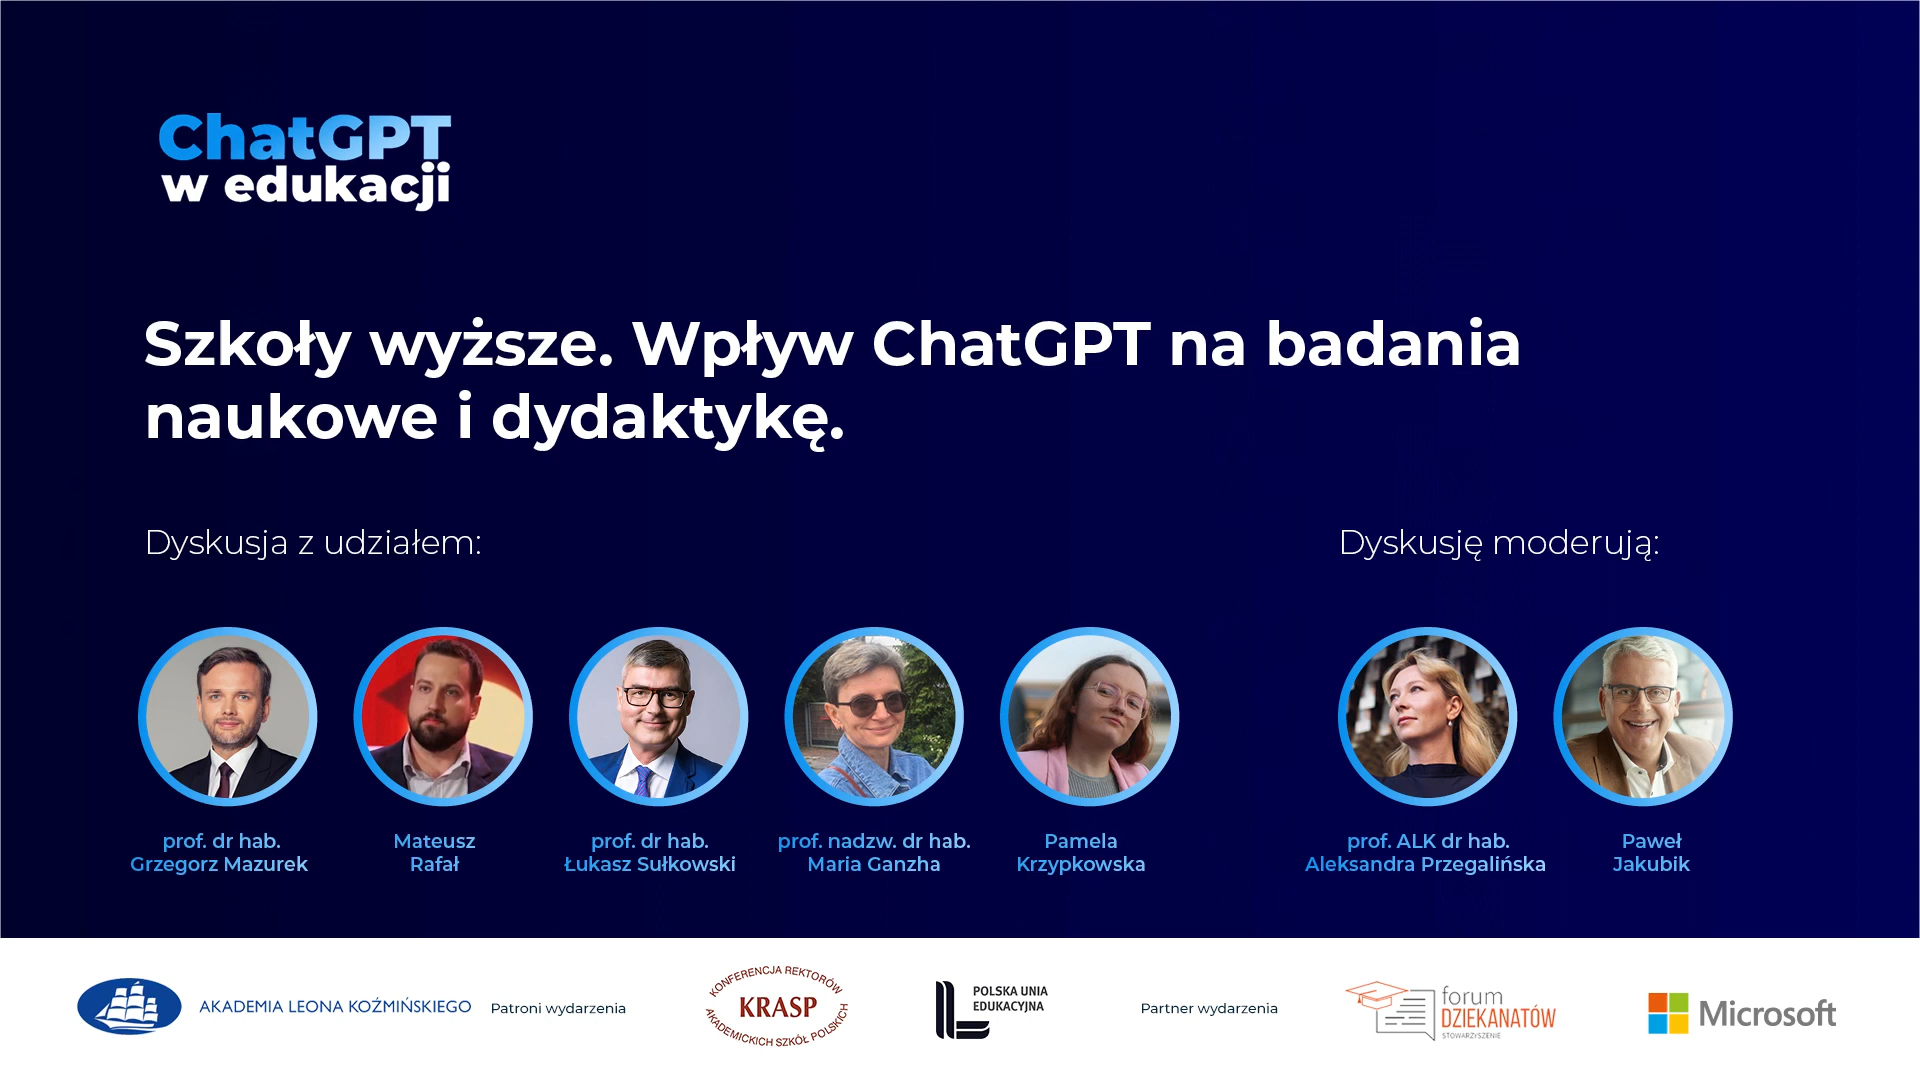 ChatGPT
w edukacji
Szkoły wyższe. Wpływ ChatGPT na badania
naukowe i dydaktykę.
Dyskusja z udziałem:
prof. dr hab.
Grzegorz Mazurek
Mateusz
Rafał
prof. dr hab.
Łukasz Sułkowski
prof. nadzw. dr hab.
Maria Ganzha
Pamela
Krzypkowska
Dyskusję moderują:
prof. ALK dr hab.
Aleksandra Przegalińska
Paweł
Jakubik
AKADEMIA LEONA KOŹMIŃSKIEGO
Patroni wydarzenia
KONFERENCJA REKTORÓW
KRASP
AKADEMICKICH SZKÓŁ POLSKICH
POLSKA UNIA
EDUKACYJNA
Partner wydarzenia
forum
DZIEKANATÓW
STOWARZYSZENIE
Microsoft